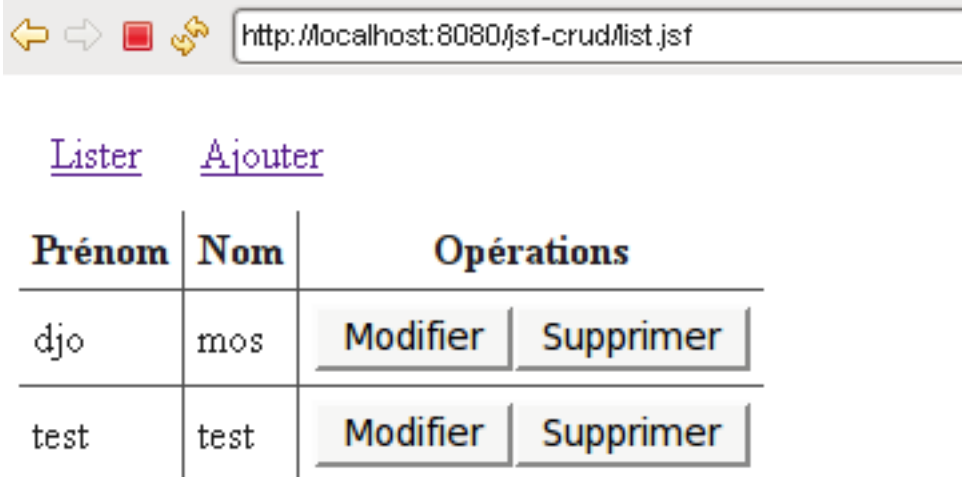 http://localhost:8080/jsf-crud/list.jsf
Lister Ajouter
Prénom Nom Opérations
djo mos Modifier Supprimer
test test Modifier Supprimer